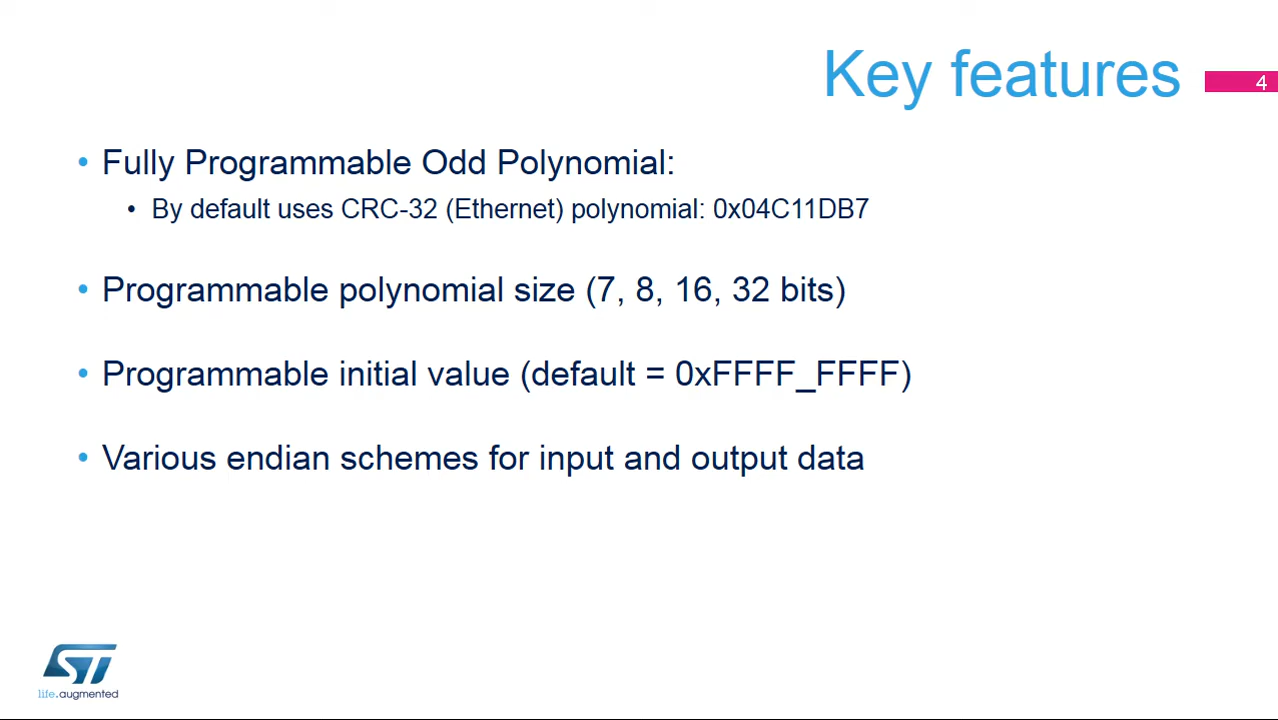 Key features
4
• Fully Programmable Odd Polynomial:
• By default uses CRC-32 (Ethernet) polynomial: 0x04C11DB7
• Programmable polynomial size (7, 8, 16, 32 bits)
• Programmable initial value (default = 0xFFFF_FFFF)
• Various endian schemes for input and output data
ST
life.augmented